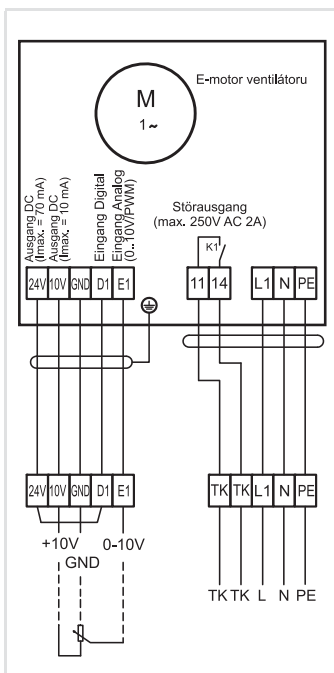 E-motor ventilátoru
M
1~
Ausgang DC
(Imax. = 70 mA)
Ausgang DC
(Imax. = 10 mA)
Eingang Digital
Eingang Analog
(0..10V/PWM)
Störausgang
(max. 250V AC 2A)
K1
24V 10V GND D1 E1
11 14
L1 N PE
24V 10V GND D1 E1
TK TK L1 N PE
+10V 0-10V
GND
TK TK L N PE